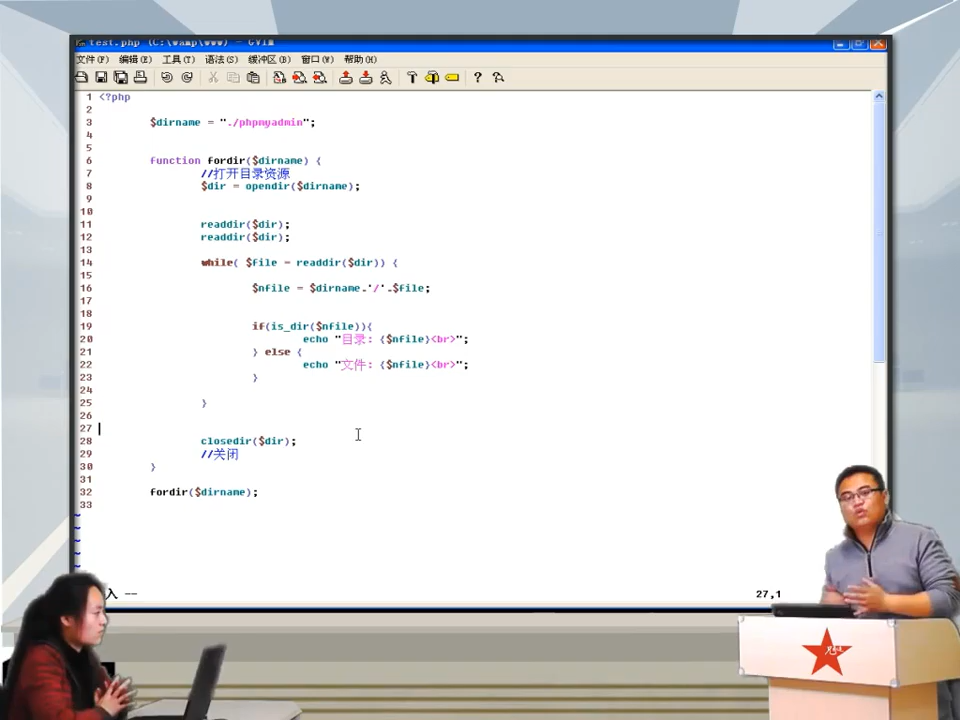 test.php (C:\wamp\www) - GVIM
文件(F) 编辑(E) 工具(T) 语法(S) 缓冲区(B) 窗口(W) 帮助(H)
1 <?php
2
3 $dirname = "./phpmyadmin";
4
5
6 function fordir($dirname) {
7 //打开目录资源
8 $dir = opendir($dirname);
9
10
11 readdir($dir);
12 readdir($dir);
13
14 while( $file = readdir($dir)) {
15
16 $nfile = $dirname.'/'.$file;
17
18
19 if(is_dir($nfile)){
20 echo "目录: {$nfile}<br>";
21 } else {
22 echo "文件: {$nfile}<br>";
23 }
24
25 }
26
27
28 closedir($dir);
29 //关闭
30 }
31
32 fordir($dirname);
33
~
~
~
~
~
入 --
27,1